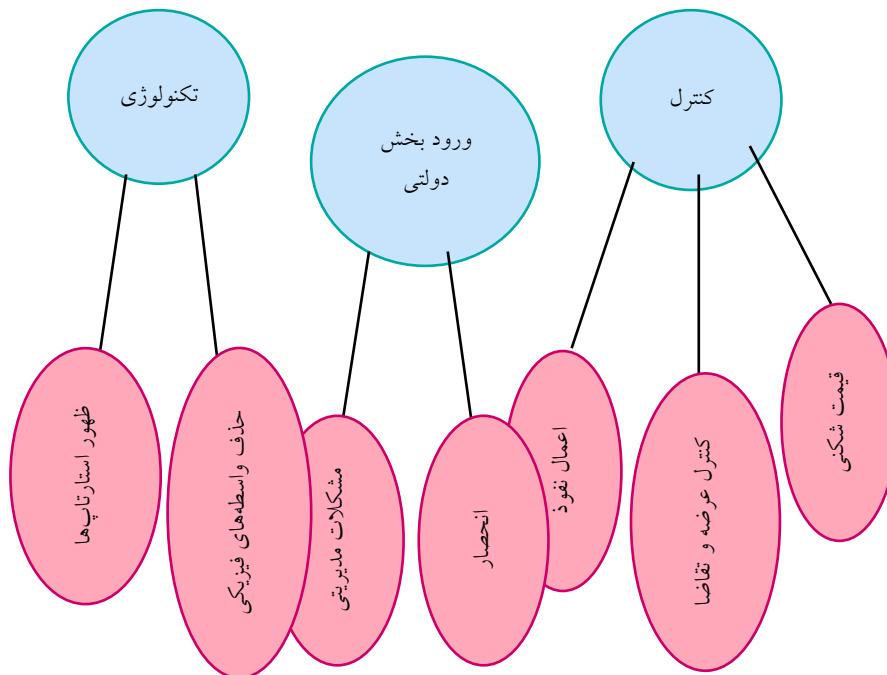 کنترل
ورود بخش
دولتی
تکنولوژی
قیمت شکنی
کنترل عرضه و تقاضا
اعمال نفوذ
انحصار
مشکلات مدیریتی
حذف واسطه‌های فیزیکی
ظهور استارتاپ‌ها